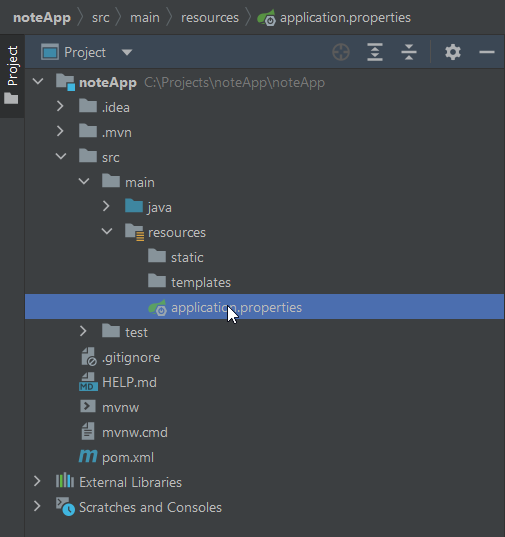 noteApp src main resources application.properties
Project
Project
noteApp C:\Projects\noteApp\noteApp
.idea
.mvn
src
main
java
resources
static
templates
application.properties
test
.gitignore
MD HELP.md
mvnw
mvnw.cmd
m pom.xml
External Libraries
Scratches and Consoles